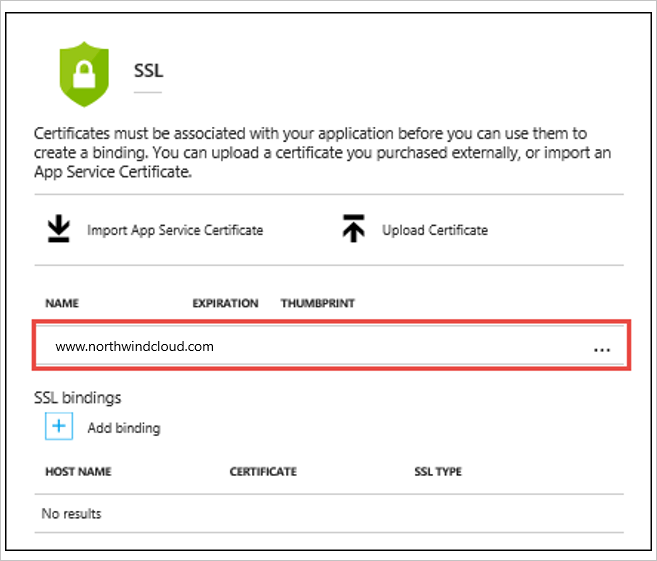 SSL
Certificates must be associated with your application before you can use them to
create a binding. You can upload a certificate you purchased externally, or import an
App Service Certificate.
Import App Service Certificate Upload Certificate
NAME EXPIRATION THUMBPRINT
www.northwindcloud.com ...
SSL bindings
Add binding
HOST NAME CERTIFICATE SSL TYPE
No results